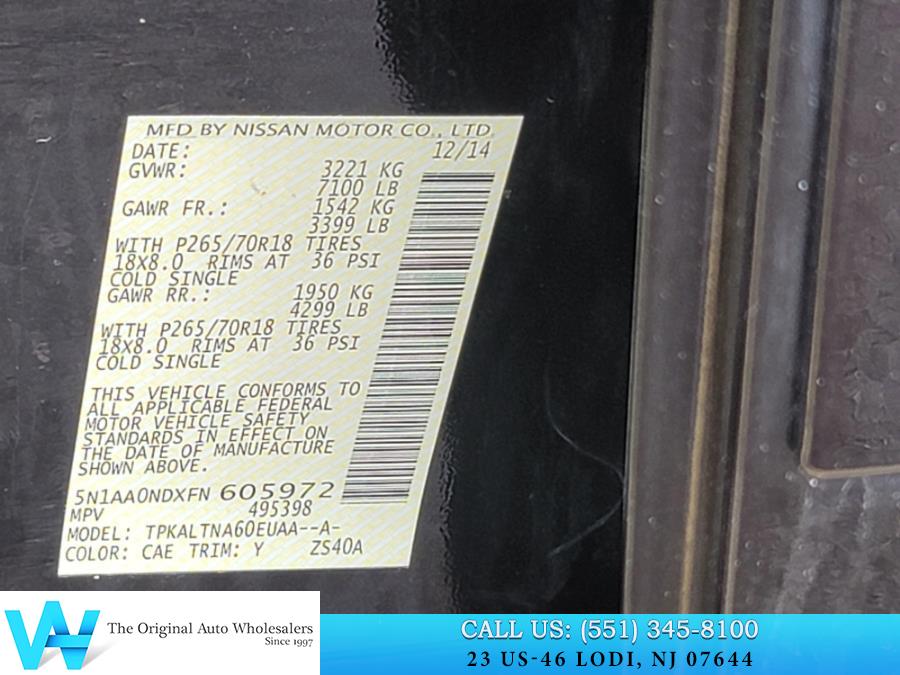 MFD BY NISSAN MOTOR CO., LTD.
DATE: 12/14
GVWR: 3221 KG
7100 LB
GAWR FR.: 1542 KG
3399 LB
WITH P265/70R18 TIRES
18X8.0 RIMS AT 36 PSI
COLD SINGLE
GAWR RR.: 1950 KG
4299 LB
WITH P265/70R18 TIRES
18X8.0 RIMS AT 36 PSI
COLD SINGLE
THIS VEHICLE CONFORMS TO
ALL APPLICABLE FEDERAL
MOTOR VEHICLE SAFETY
STANDARDS IN EFFECT ON
THE DATE OF MANUFACTURE
SHOWN ABOVE.
5N1AA0NDXFN 605972
MPV 495398
MODEL: TPKALTNA60EUAA--A-
COLOR: CAE TRIM: Y ZS40A
The Original Auto Wholesalers
Since 1997
CALL US: (551) 345-8100
23 US-46 LODI, NJ 07644